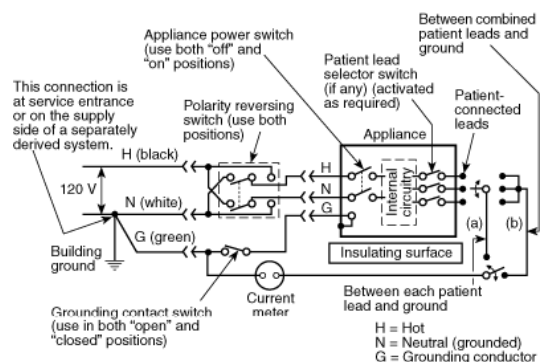 Between combined
patient leads and
ground
Appliance power switch
(use both "off" and
"on" positions)
Patient lead
selector switch
(if any) (activated
as required)
Patient-
connected
leads
This connection is
at service entrance
or on the supply
side of a separately
derived system.
Polarity reversing
switch (use both
positions)
Appliance
H (black)
H
120 V
N (white)
N
G
Internal
circuitry
(a)
(b)
G (green)
Building
ground
Insulating surface
Grounding contact switch
(use in both "open" and
"closed" positions)
Current
meter
Between each patient
lead and ground
H = Hot
N = Neutral (grounded)
G = Grounding conductor